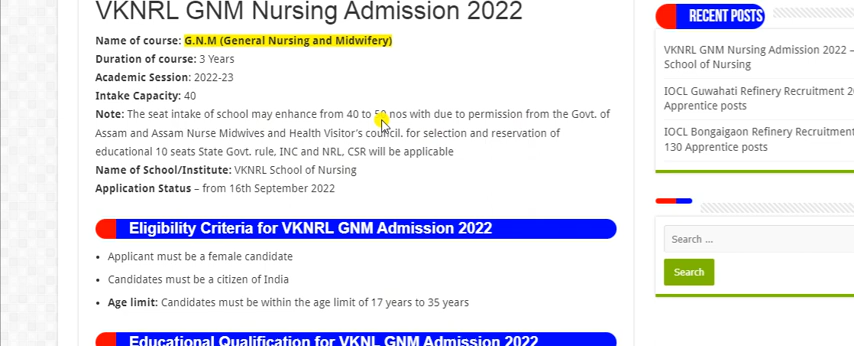 VKNRL GNM Nursing Admission 2022
Name of course: G.N.M (General Nursing and Midwifery)
Duration of course: 3 Years
Academic Session: 2022-23
Intake Capacity: 40
Note: The seat intake of school may enhance from 40 to 50 nos with due to permission from the Govt. of
Assam and Assam Nurse Midwives and Health Visitor's council. for selection and reservation of
educational 10 seats State Govt. rule, INC and NRL, CSR will be applicable
Name of School/Institute: VKNRL School of Nursing
Application Status – from 16th September 2022
Eligibility Criteria for VKNRL GNM Admission 2022
• Applicant must be a female candidate
• Candidates must be a citizen of India
• Age limit: Candidates must be within the age limit of 17 years to 35 years
Educational Qualification for VKNL GNM Admission 2022
RECENT POSTS
VKNRL GNM Nursing Admission 2022 –
School of Nursing
IOCL Guwahati Refinery Recruitment 20
Apprentice posts
IOCL Bongaigaon Refinery Recruitment
130 Apprentice posts
Search ...
Search